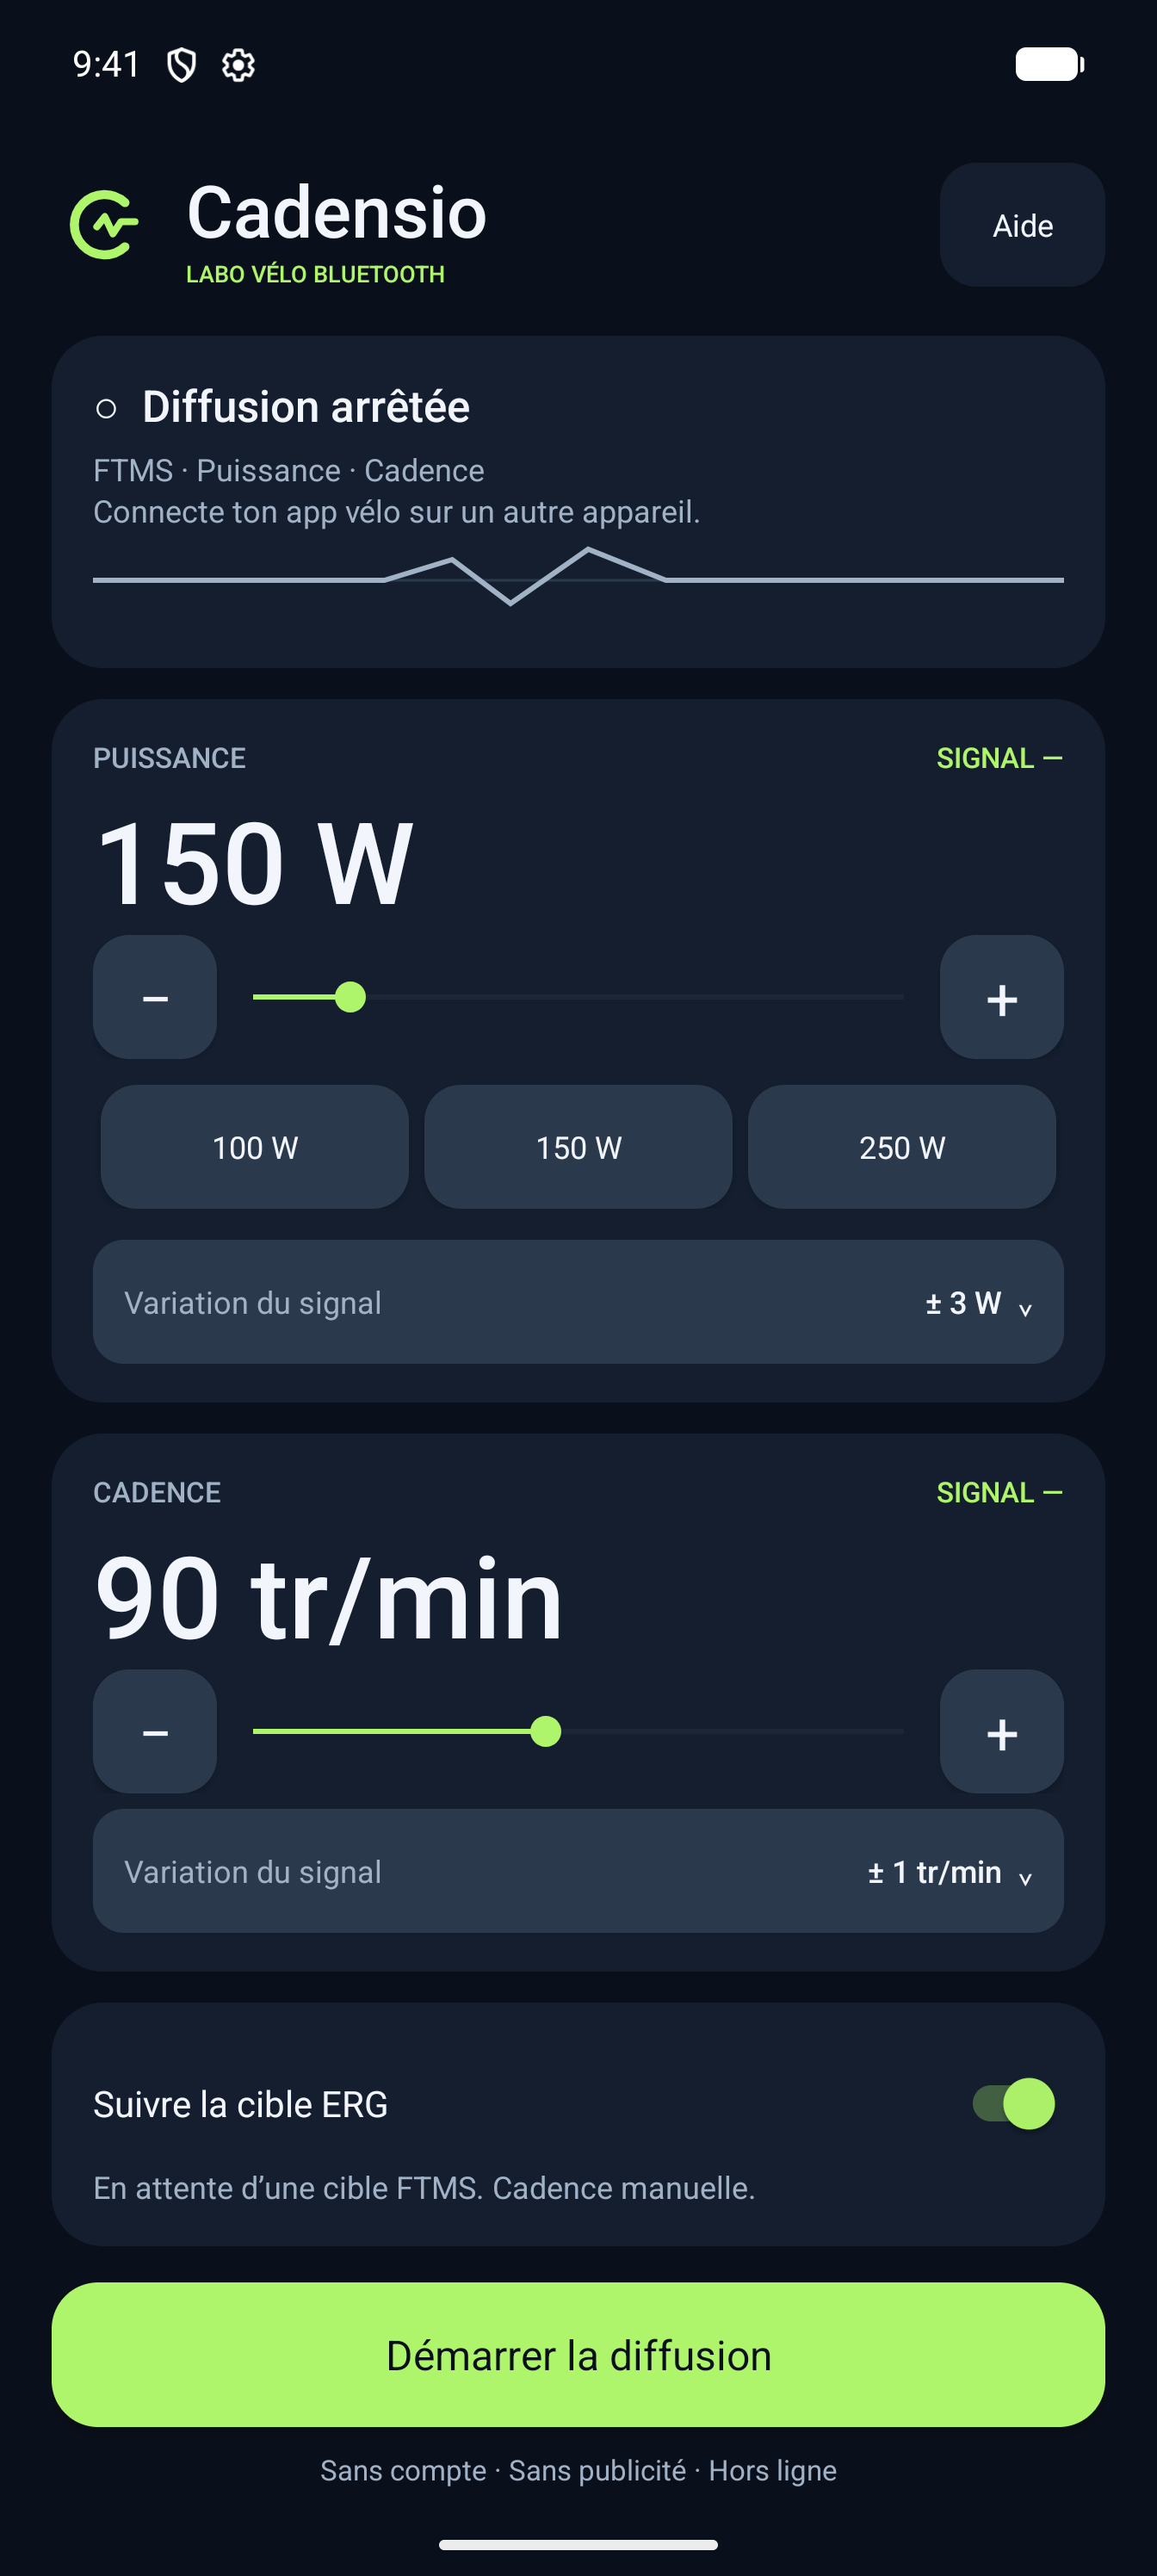 9:41
Cadensio
LABO VÉLO BLUETOOTH
Aide
Diffusion arrêtée
FTMS · Puissance · Cadence
Connecte ton app vélo sur un autre appareil.
PUISSANCE
SIGNAL —
150 W
−
+
100 W
150 W
250 W
Variation du signal
± 3 W
CADENCE
SIGNAL —
90 tr/min
−
+
Variation du signal
± 1 tr/min
Suivre la cible ERG
En attente d’une cible FTMS. Cadence manuelle.
Démarrer la diffusion
Sans compte · Sans publicité · Hors ligne